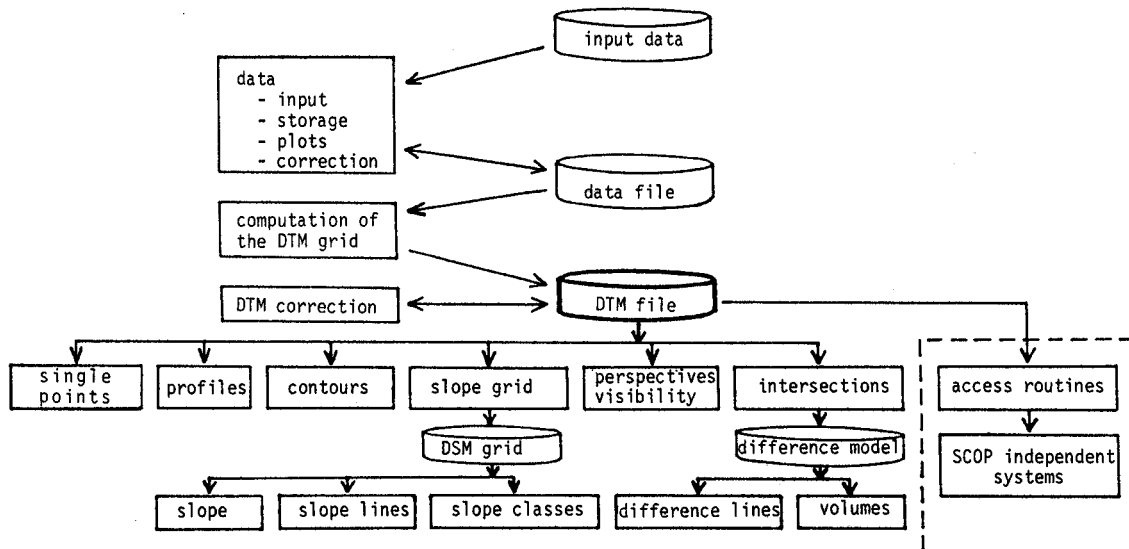 input data
data
- input
- storage
- plots
- correction
data file
computation of
the DTM grid
DTM correction
DTM file
single
points
profiles
contours
slope grid
perspectives
visibility
intersections
access routines
DSM grid
difference model
SCOP independent
systems
slope
slope lines
slope classes
difference lines
volumes